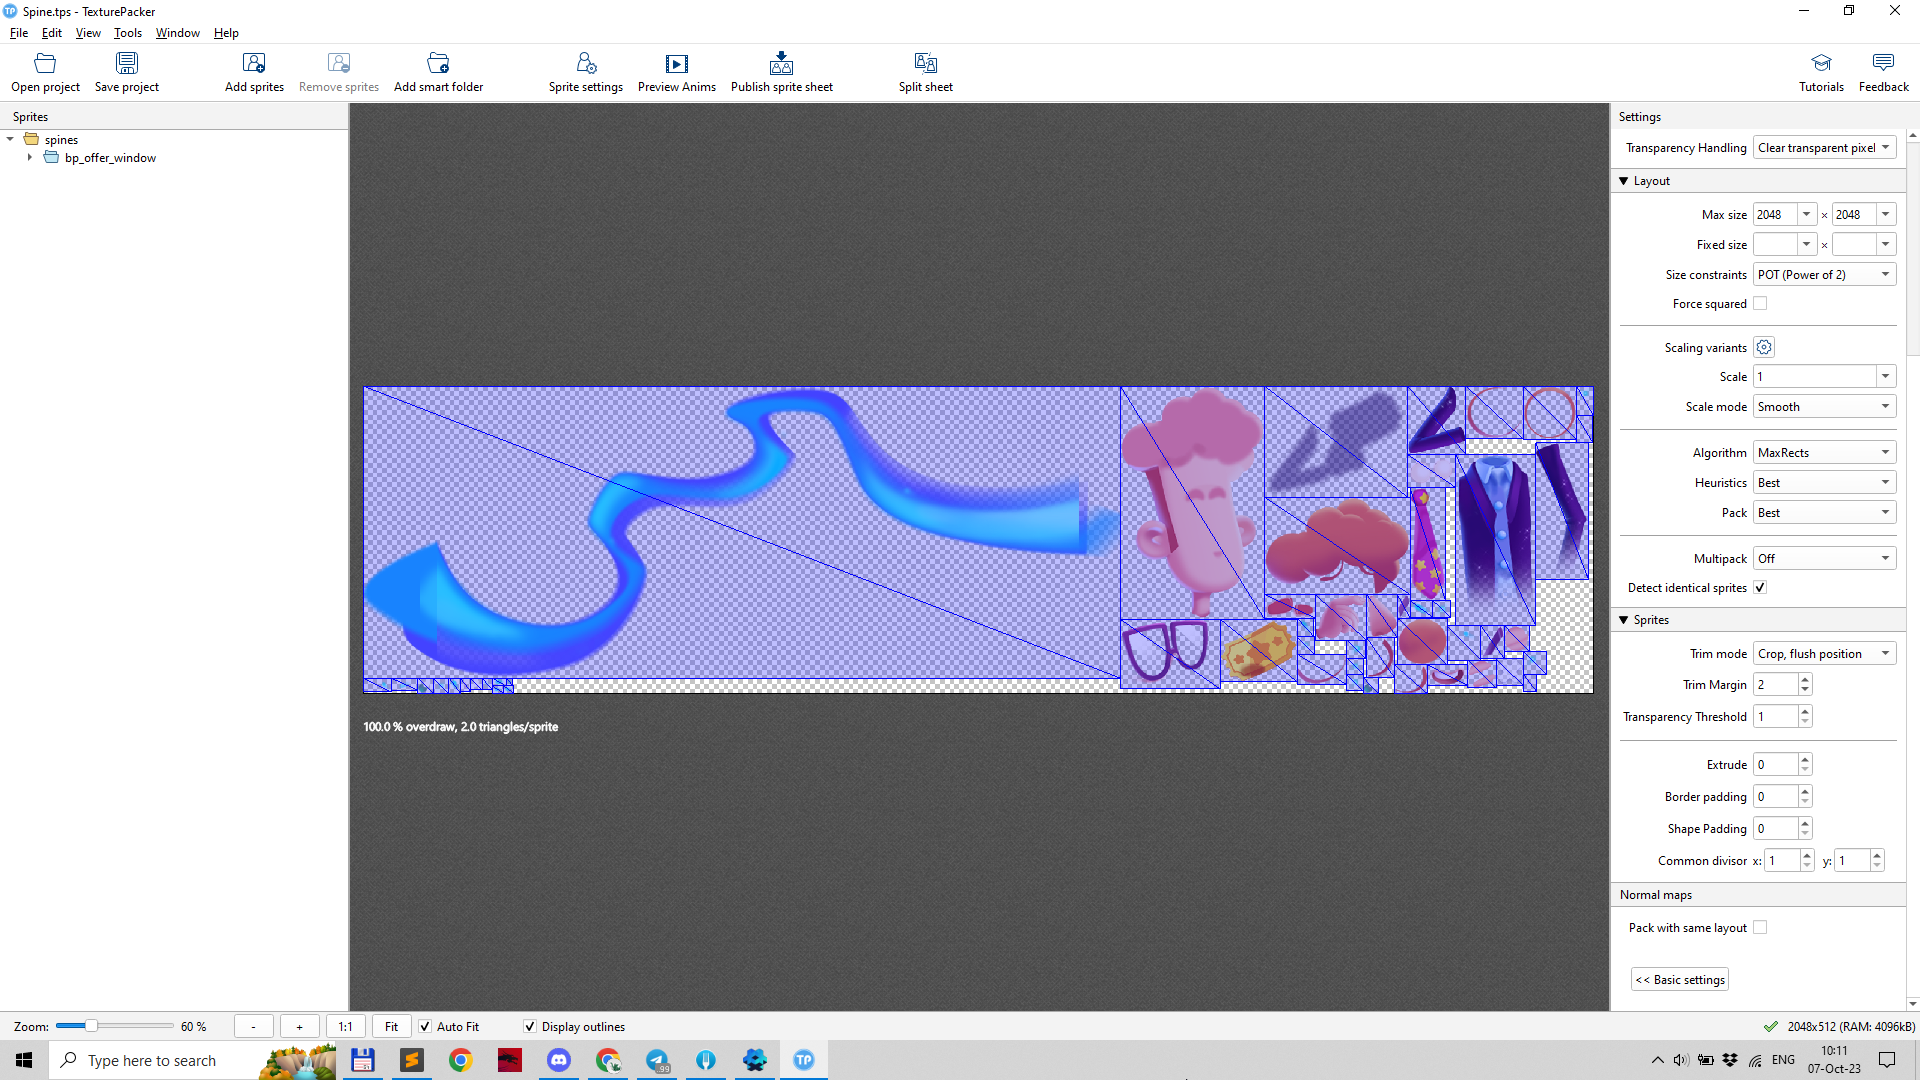 Spine.tps - TexturePacker
File Edit View Tools Window Help
Open project Save project Add sprites Remove sprites Add smart folder Sprite settings Preview Anims Publish sprite sheet Split sheet Tutorials Feedback
Sprites
spines
bp_offer_window
100.0 % overdraw, 2.0 triangles/sprite
Settings
Transparency Handling Clear transparent pixel
Layout
Max size 2048 × 2048
Fixed size ×
Size constraints POT (Power of 2)
Force squared
Scaling variants
Scale 1
Scale mode Smooth
Algorithm MaxRects
Heuristics Best
Pack Best
Multipack Off
Detect identical sprites
Sprites
Trim mode Crop, flush position
Trim Margin 2
Transparency Threshold 1
Extrude 0
Border padding 0
Shape Padding 0
Common divisor x: 1 y: 1
Normal maps
Pack with same layout
<< Basic settings
Zoom: 60 % - + 1:1 Fit Auto Fit Display outlines 2048x512 (RAM: 4096kB)
Type here to search .99 TP ENG 10:11
07-Oct-23